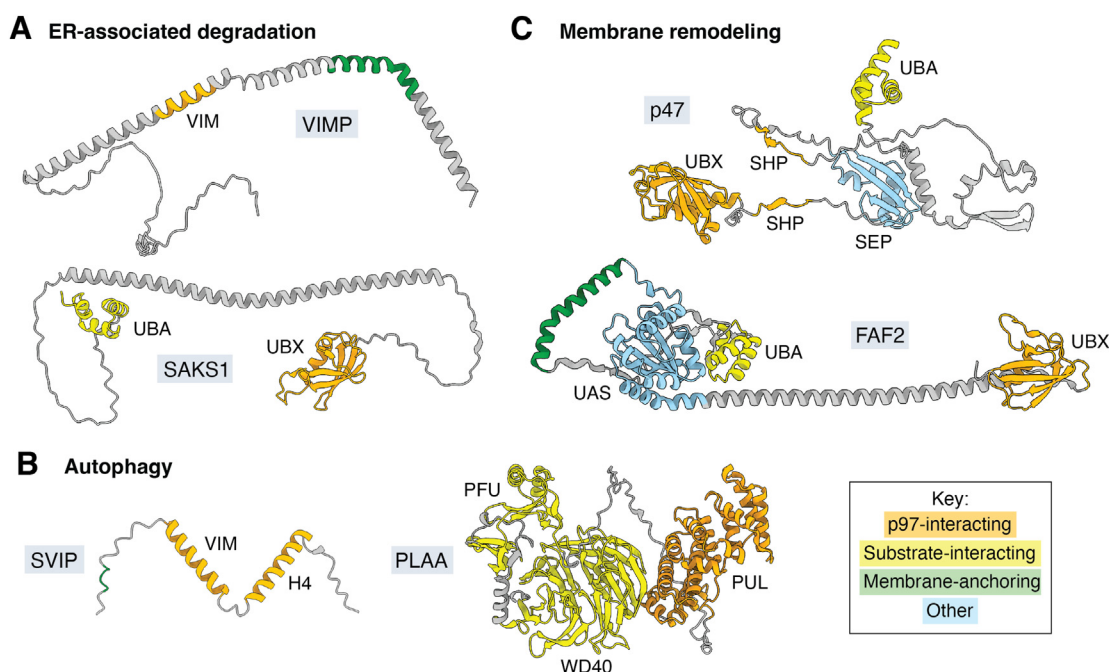 A ER-associated degradation
VIM
VIMP
UBA
UBX
SAKS1
B Autophagy
SVIP
VIM
H4
PLAA
PFU
PUL
WD40
C Membrane remodeling
p47
UBA
UBX
SHP
SHP
SEP
FAF2
UBA
UBX
UAS
Key:
p97-interacting
Substrate-interacting
Membrane-anchoring
Other